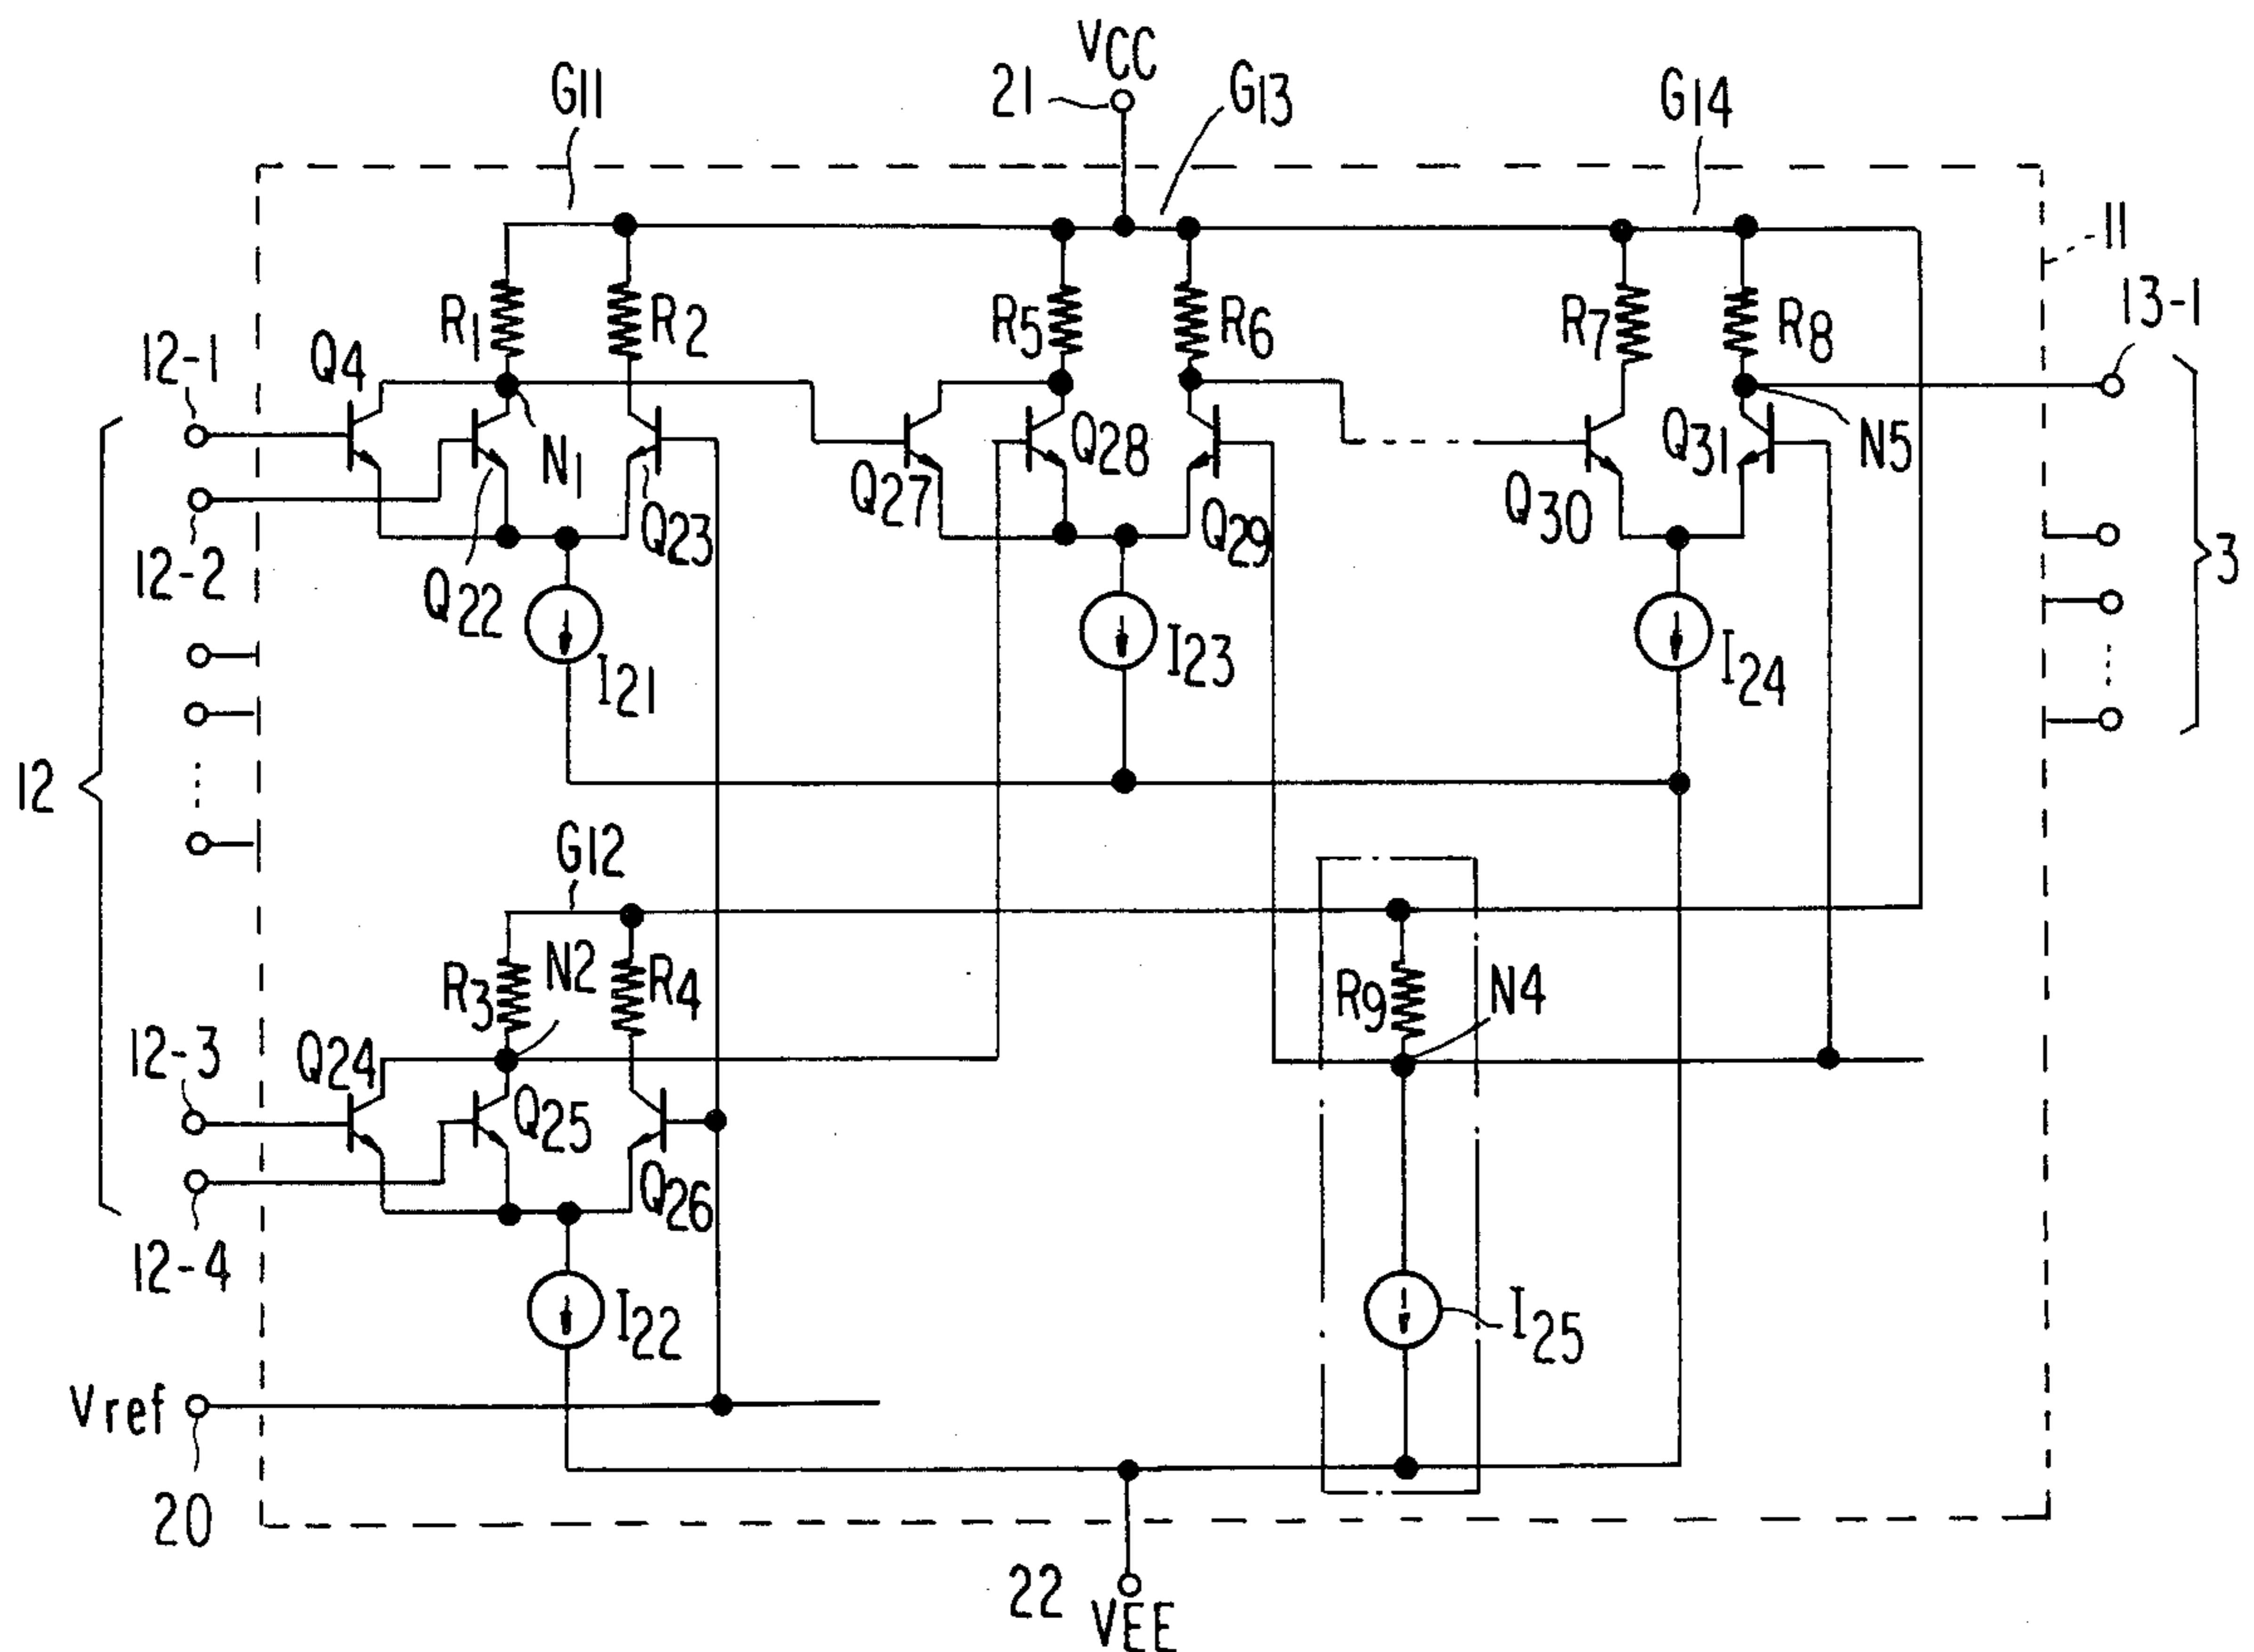 VCC
21
G11
G13
G14
11
13-1
R1
R2
R5
R6
R7
R8
12-1
Q4
N1
Q28
Q31
N5
12-2
Q22
Q23
Q27
Q29
Q30
3
I21
I23
I24
12
G12
R3
N2
R4
R9
N4
12-3
Q24
Q25
Q26
12-4
I22
I25
Vref
20
22
VEE